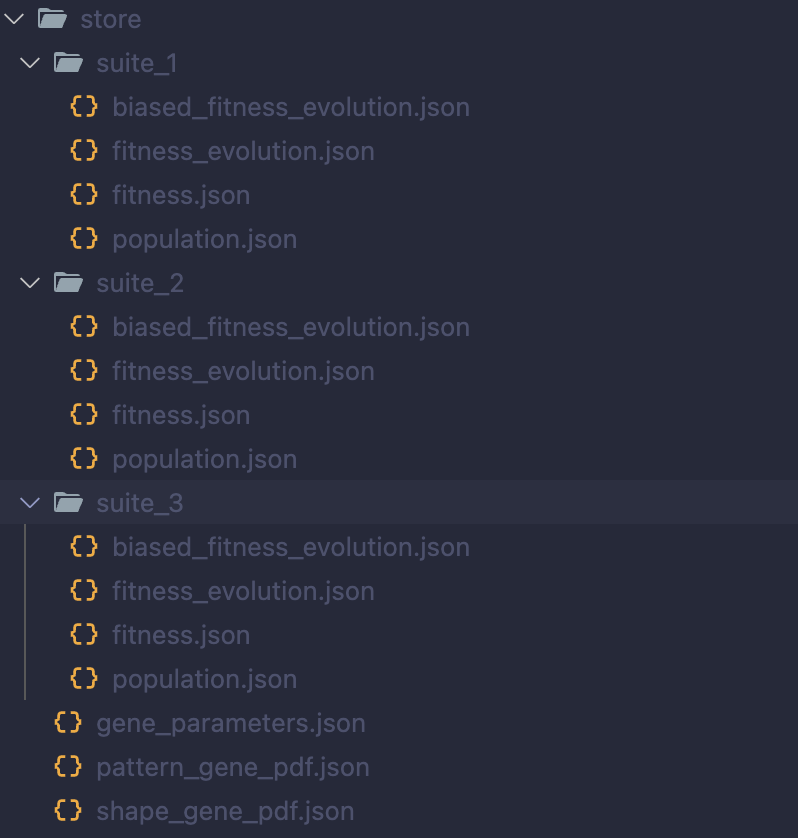 store
suite_1
biased_fitness_evolution.json
fitness_evolution.json
fitness.json
population.json
suite_2
biased_fitness_evolution.json
fitness_evolution.json
fitness.json
population.json
suite_3
biased_fitness_evolution.json
fitness_evolution.json
fitness.json
population.json
gene_parameters.json
pattern_gene_pdf.json
shape_gene_pdf.json